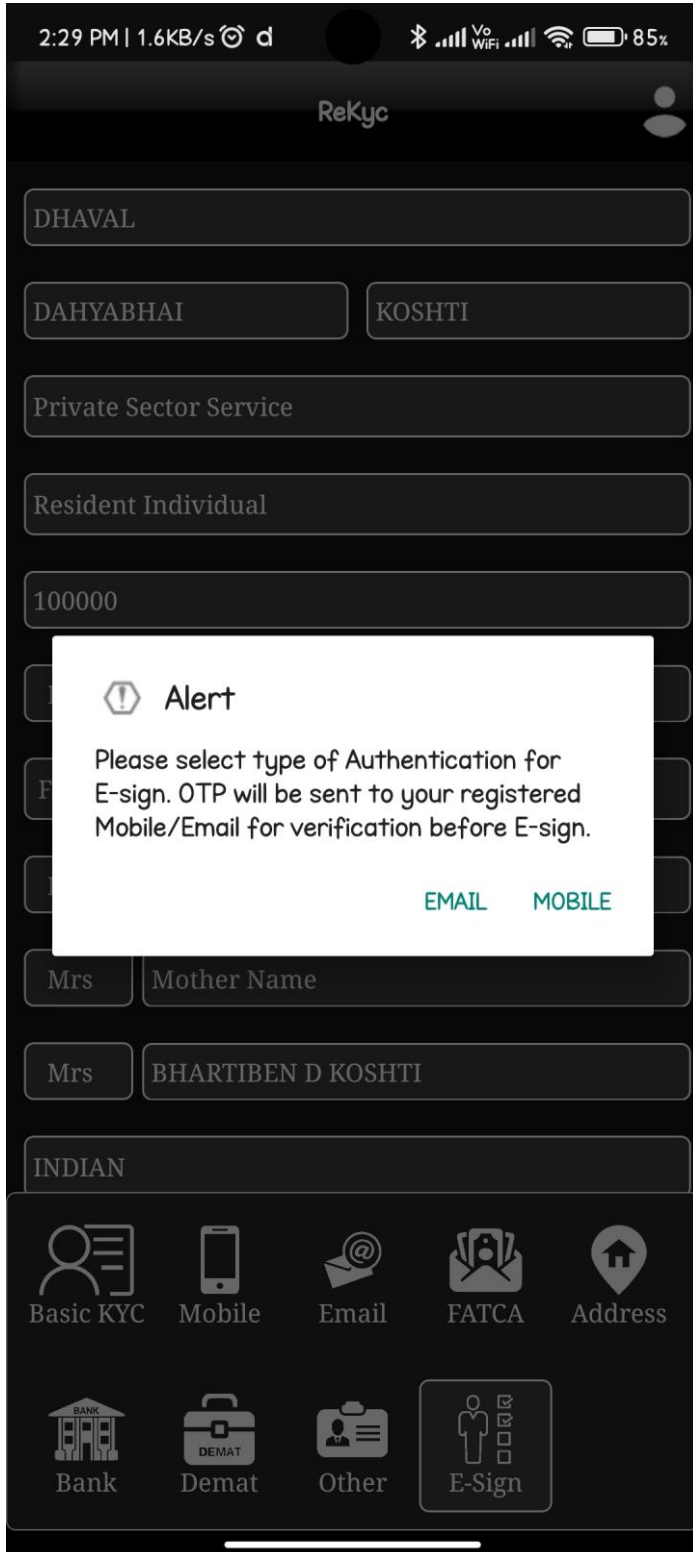 2:29 PM | 1.6KB/s d Vo WiFi 85%
ReKyc
DHAVAL
DAHYABHAI KOSHTI
Private Sector Service
Resident Individual
100000
Alert
Please select type of Authentication for
E-sign. OTP will be sent to your registered
Mobile/Email for verification before E-sign.
EMAIL MOBILE
Mrs Mother Name
Mrs BHARTIBEN D KOSHTI
INDIAN
Basic KYC Mobile Email FATCA Address
BANK DEMAT
Bank Demat Other E-Sign